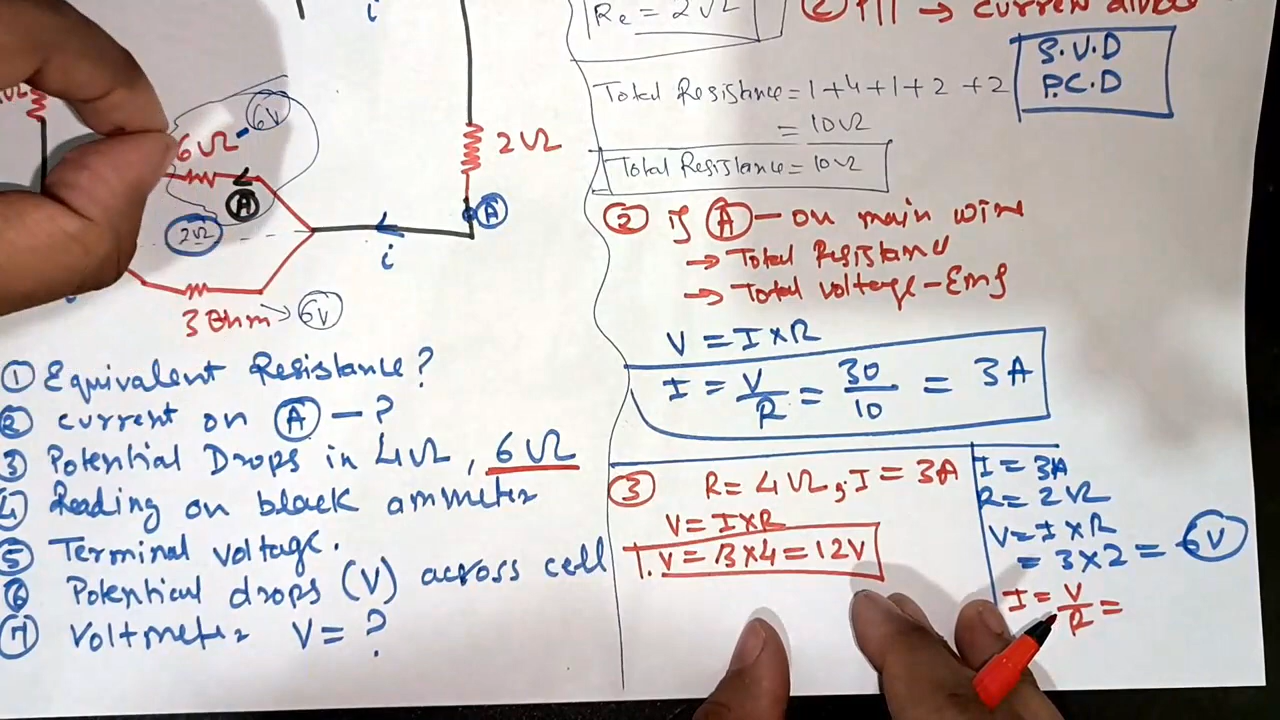 i
6Ω
6V
A
2Ω
3 Ohm → 6V
2Ω
A
i
① Equivalent Resistance?
② current on A - ?
③ Potential Drops in 4Ω, 6Ω
④ Reading on black ammeter
⑤ Terminal voltage.
⑥ Potential drops (V) across cell
⑦ Voltmeter V = ?
Re = 2Ω
② Pll → current divides
S.V.D
P.C.D
Total Resistance = 1+4+1+2+2
= 10Ω
Total Resistance = 10Ω
② if A - on main wire
→ Total Resistance
→ Total voltage - Emf
V = I×R
I = V/R = 30/10 = 3A
③ R = 4Ω, I = 3A
V = I×R
V = 3×4 = 12V
I = 3A
R = 2Ω
V = I×R
= 3×2 = 6V
I = V/R =